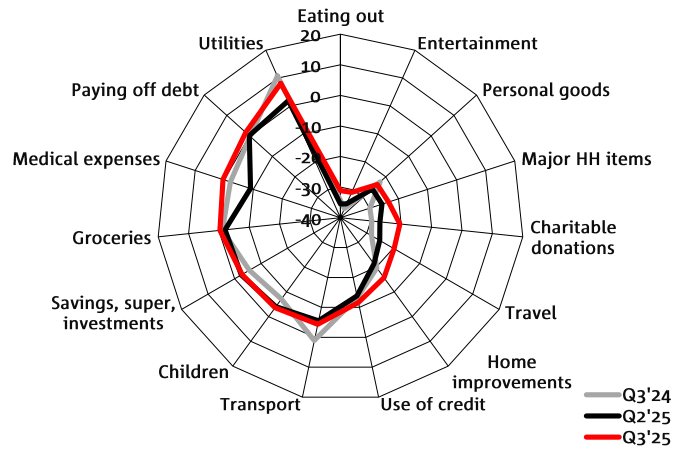 Eating out
20
Utilities
Entertainment
10
Paying off debt
Personal goods
0
-10
Medical expenses
Major HH items
-20
-30
-40
Groceries
Charitable
donations
Savings, super,
investments
Travel
Children
Home
improvements
Transport
Use of credit
Q3'24
Q2'25
Q3'25